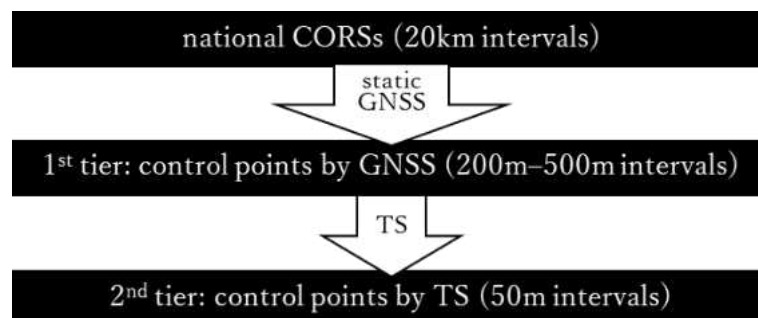 national CORSs (20km intervals)
static
GNSS
1st tier: control points by GNSS (200m–500m intervals)
TS
2nd tier: control points by TS (50m intervals)